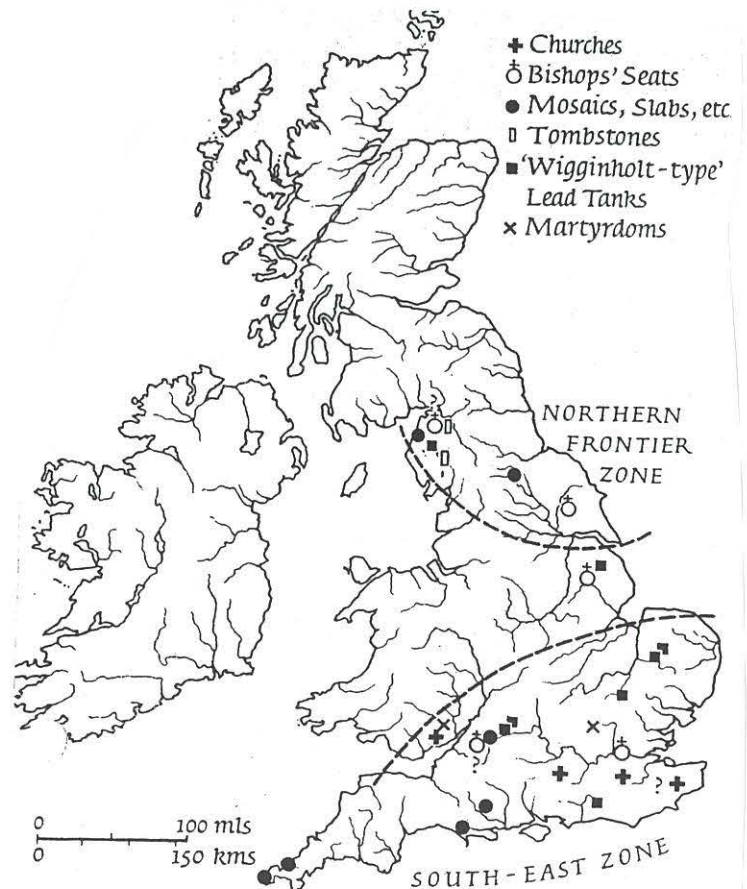 Churches
Bishops' Seats
Mosaics, Slabs, etc
Tombstones
'Wigginholt-type'
Lead Tanks
Martyrdoms
?
NORTHERN
FRONTIER
ZONE
?
?
0 100 mls
0 150 kms
SOUTH-EAST ZONE